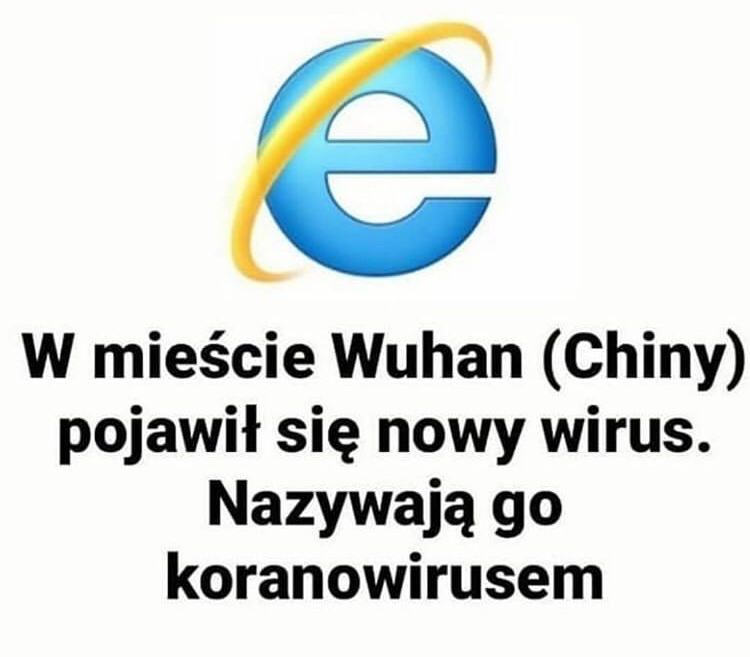 W mieście Wuhan (Chiny)
pojawił się nowy wirus.
Nazywają go
koranowirusem